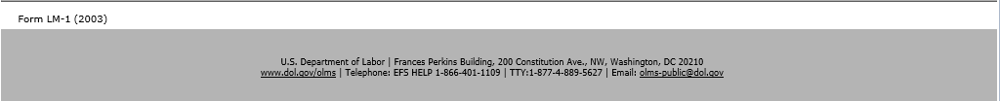 Form LM-1 (2003)
U.S. Department of Labor | Frances Perkins Building, 200 Constitution Ave., NW, Washington, DC 20210
www.dol.gov/olms | Telephone: EFS HELP 1-866-401-1109 | TTY:1-877-4-889-5627 | Email: olms-public@dol.gov